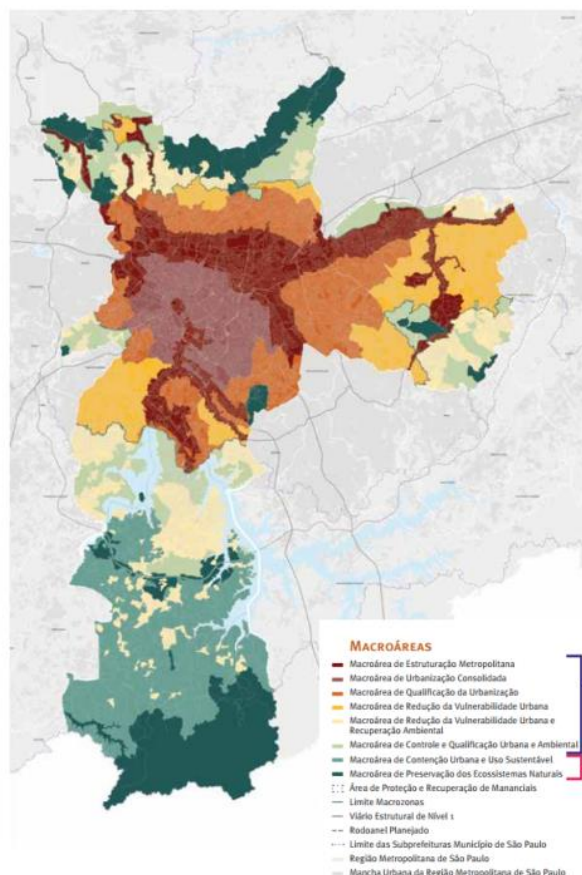 MACROÁREAS
Macroárea de Estruturação Metropolitana
Macroárea de Urbanização Consolidada
Macroárea de Qualificação da Urbanização
Macroárea de Redução da Vulnerabilidade Urbana
Macroárea de Redução da Vulnerabilidade Urbana e
Recuperação Ambiental
Macroárea de Controle e Qualificação Urbana e Ambiental
Macroárea de Contenção Urbana e Uso Sustentável
Macroárea de Preservação dos Ecossistemas Naturais
Área de Proteção e Recuperação de Mananciais
Limite Macrozonas
Viário Estrutural de Nível 1
Rodoanel Planejado
Limite das Subprefeituras Município de São Paulo
Região Metropolitana de São Paulo
Mancha Urbana da Região Metropolitana de São Paulo